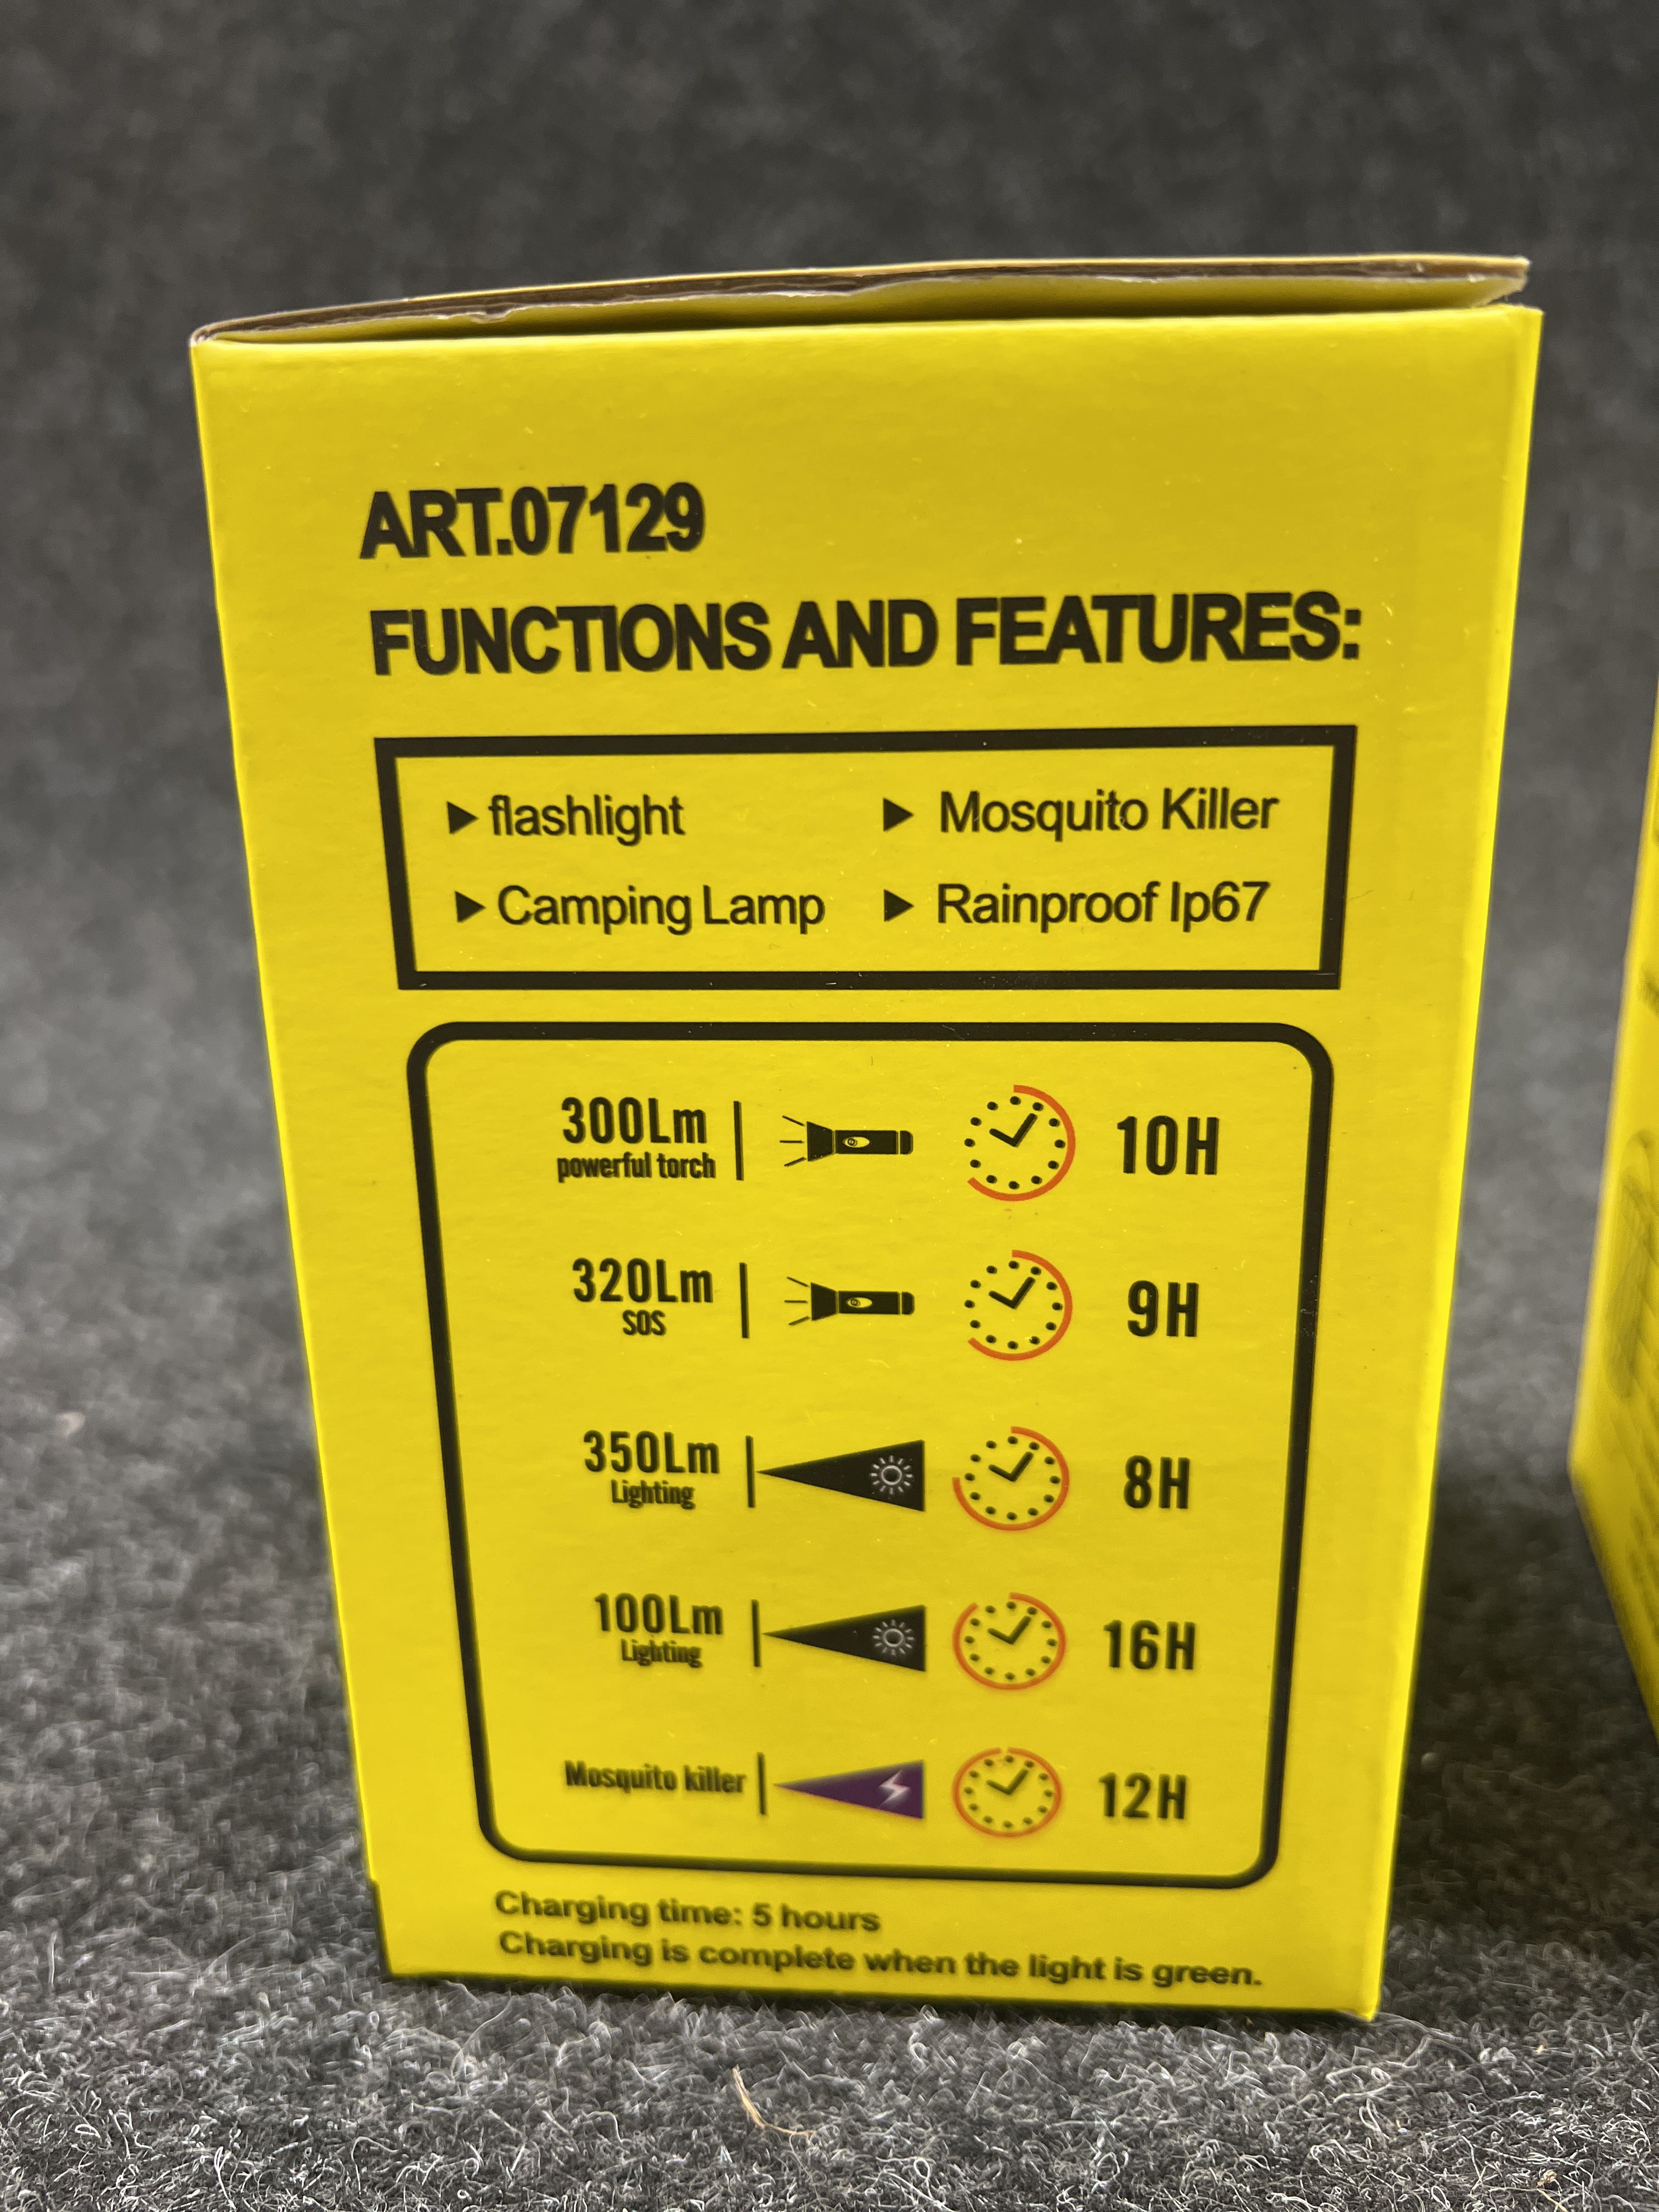 ART.07129
FUNCTIONS AND FEATURES:
▶ flashlight ▶ Mosquito Killer
▶ Camping Lamp ▶ Rainproof Ip67
300Lm 10H
powerful torch
320Lm 9H
SOS
350Lm 8H
Lighting
100Lm 16H
Lighting
Mosquito killer 12H
Charging time: 5 hours
Charging is complete when the light is green.